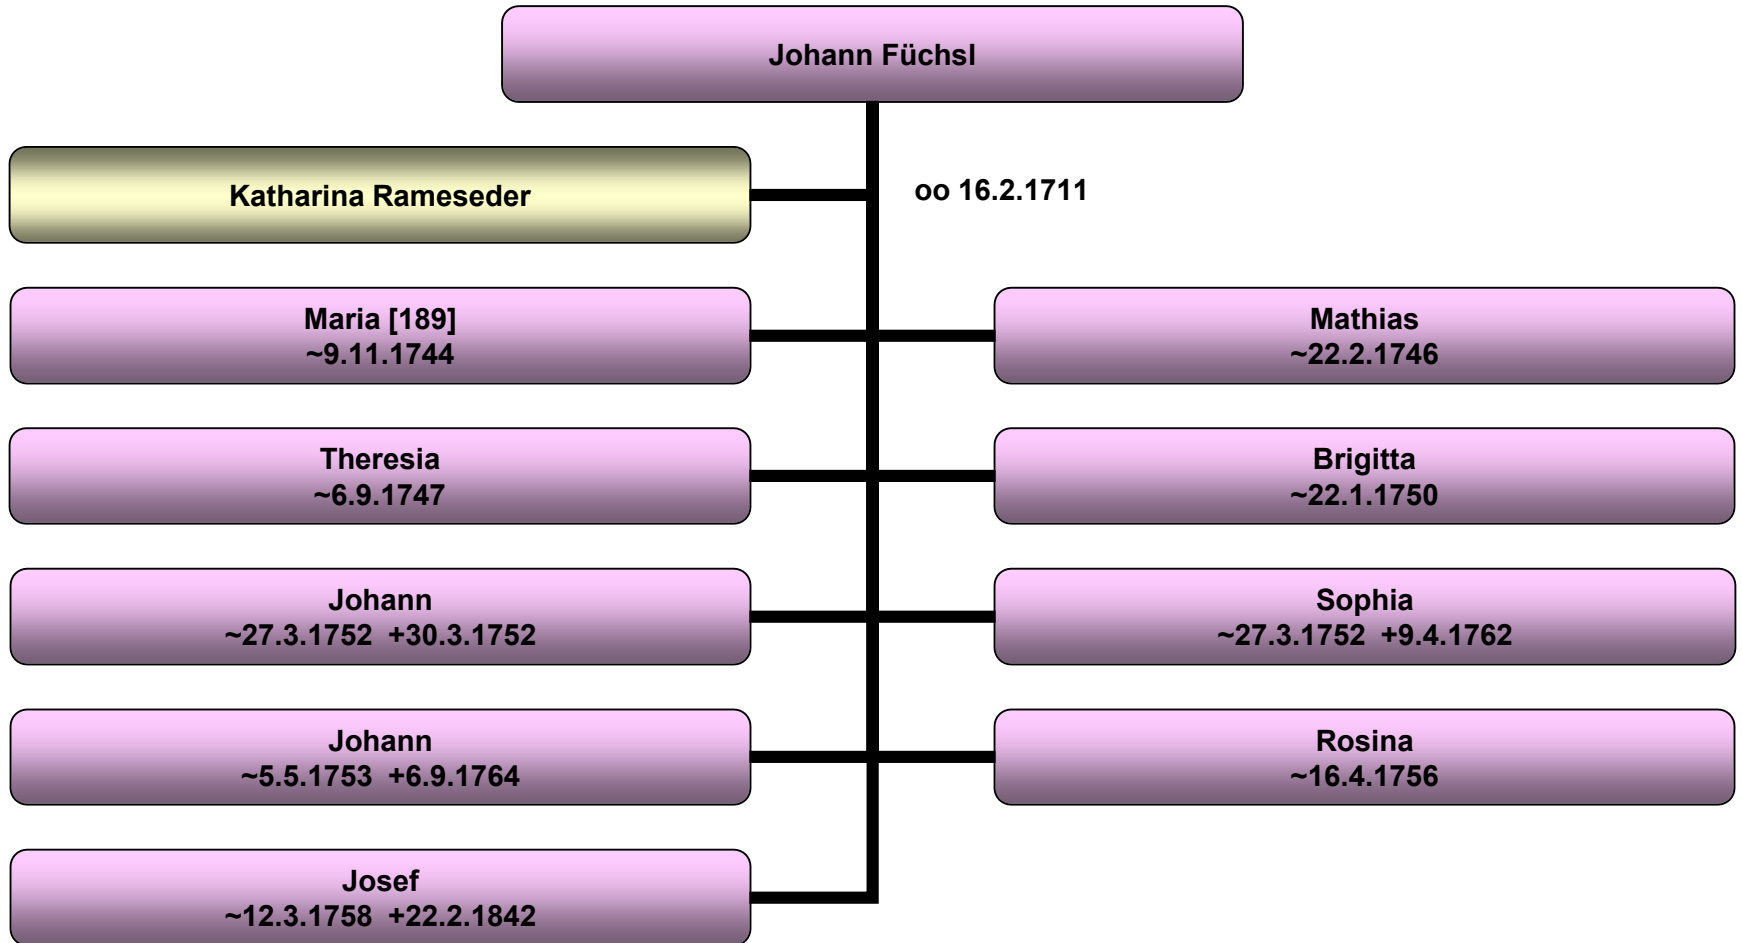 Johann Füchsl
Katharina Rameseder
oo 16.2.1711
Maria [189]
~9.11.1744
Mathias
~22.2.1746
Theresia
~6.9.1747
Brigitta
~22.1.1750
Johann
~27.3.1752 +30.3.1752
Sophia
~27.3.1752 +9.4.1762
Johann
~5.5.1753 +6.9.1764
Rosina
~16.4.1756
Josef
~12.3.1758 +22.2.1842